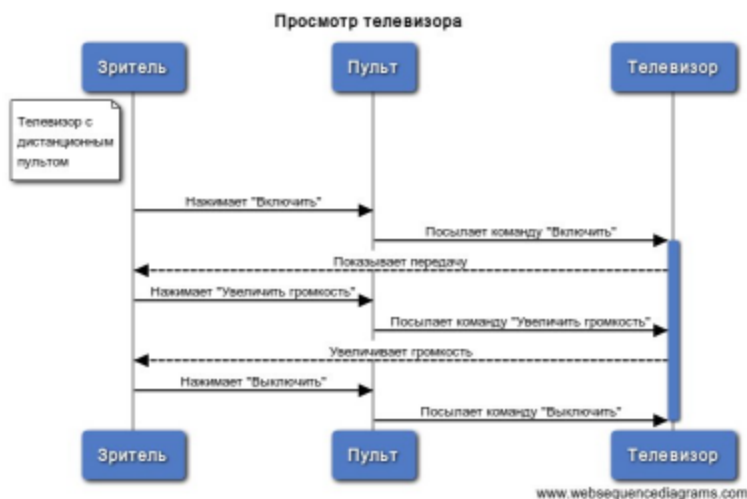 Просмотр телевизора
Зритель
Пульт
Телевизор
Телевизор с
дистанционным
пультом
Нажимает "Включить"
Посылает команду "Включить"
Показывает передачу
Нажимает "Увеличить громкость"
Посылает команду "Увеличить громкость"
Увеличивает громкость
Нажимает "Выключить"
Посылает команду "Выключить"
Зритель
Пульт
Телевизор
www.websequencediagrams.com